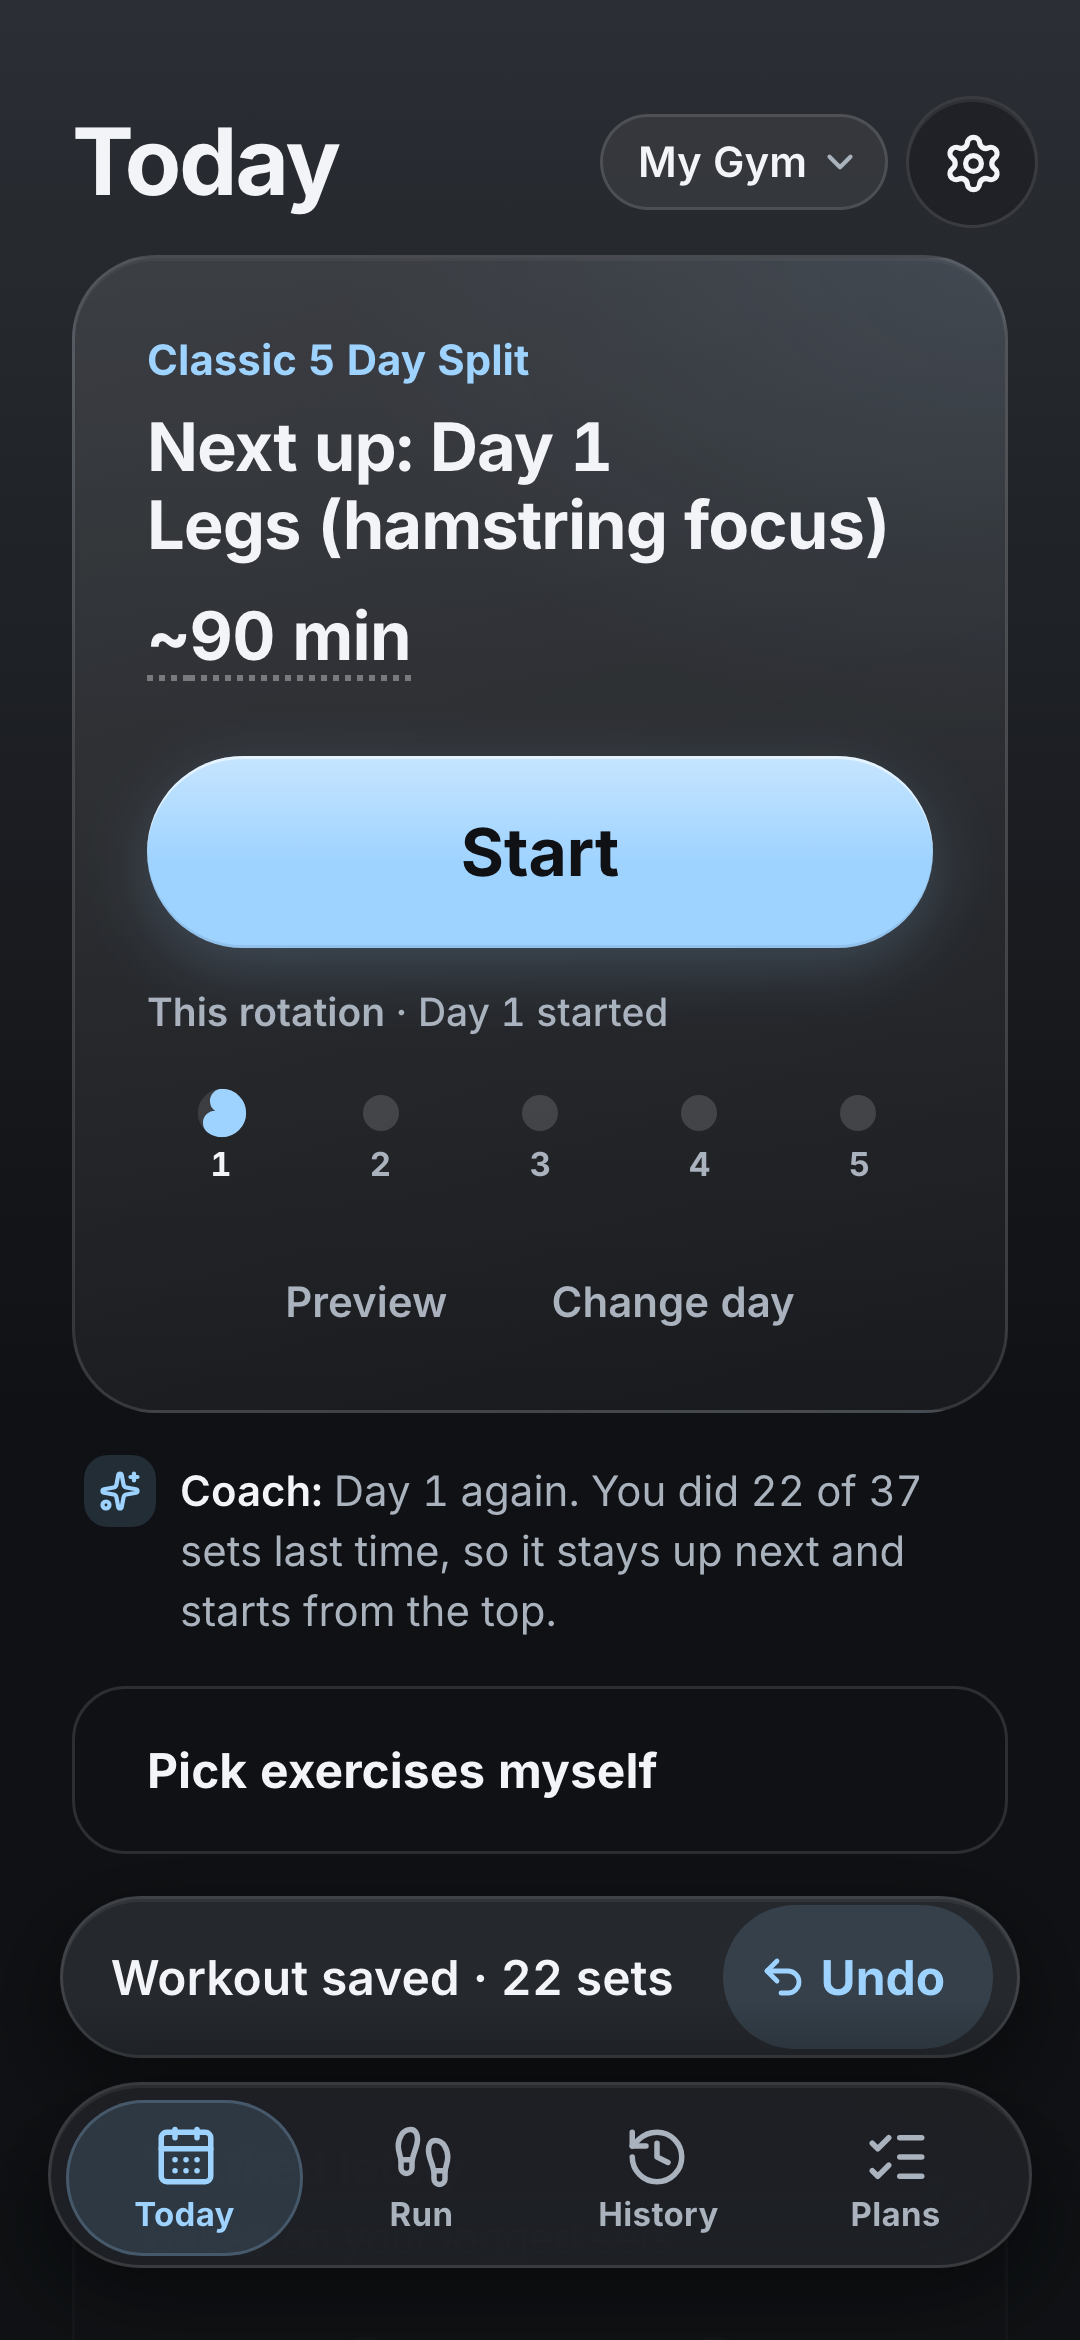 Today
My Gym
Classic 5 Day Split
Next up: Day 1
Legs (hamstring focus)
~90 min
Start
This rotation · Day 1 started
1 2 3 4 5
Preview Change day
Coach: Day 1 again. You did 22 of 37
sets last time, so it stays up next and
starts from the top.
Pick exercises myself
Workout saved · 22 sets Undo
Today Run History Plans